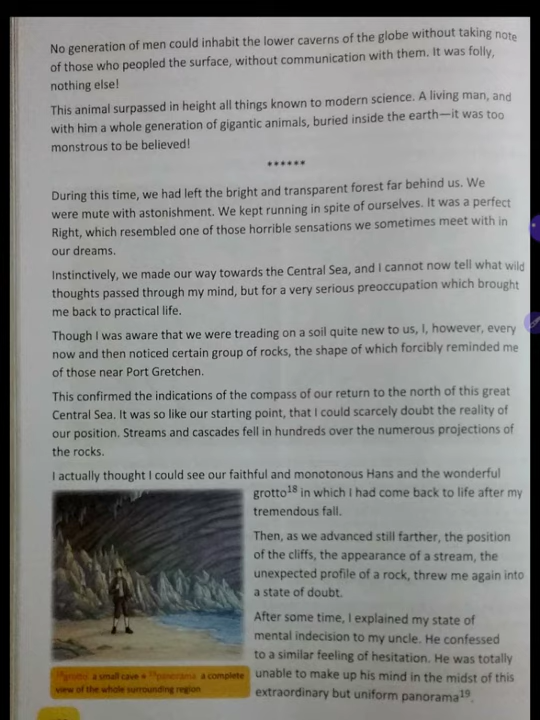 No generation of men could inhabit the lower caverns of the globe without taking note
of those who peopled the surface, without communication with them. It was folly,
nothing else!
This animal surpassed in height all things known to modern science. A living man, and
with him a whole generation of gigantic animals, buried inside the earth—it was too
monstrous to be believed!
******
During this time, we had left the bright and transparent forest far behind us. We
were mute with astonishment. We kept running in spite of ourselves. It was a perfect
Right, which resembled one of those horrible sensations we sometimes meet with in
our dreams.
Instinctively, we made our way towards the Central Sea, and I cannot now tell what wild
thoughts passed through my mind, but for a very serious preoccupation which brought
me back to practical life.
Though I was aware that we were treading on a soil quite new to us, I, however, every
now and then noticed certain group of rocks, the shape of which forcibly reminded me
of those near Port Gretchen.
This confirmed the indications of the compass of our return to the north of this great
Central Sea. It was so like our starting point, that I could scarcely doubt the reality of
our position. Streams and cascades fell in hundreds over the numerous projections of
the rocks.
I actually thought I could see our faithful and monotonous Hans and the wonderful
grotto18 in which I had come back to life after my
tremendous fall.
Then, as we advanced still farther, the position
of the cliffs, the appearance of a stream, the
unexpected profile of a rock, threw me again into
a state of doubt.
After some time, I explained my state of
mental indecision to my uncle. He confessed
to a similar feeling of hesitation. He was totally
unable to make up his mind in the midst of this
extraordinary but uniform panorama19.
18grotto a small cave • 19panorama a complete
view of the whole surrounding region